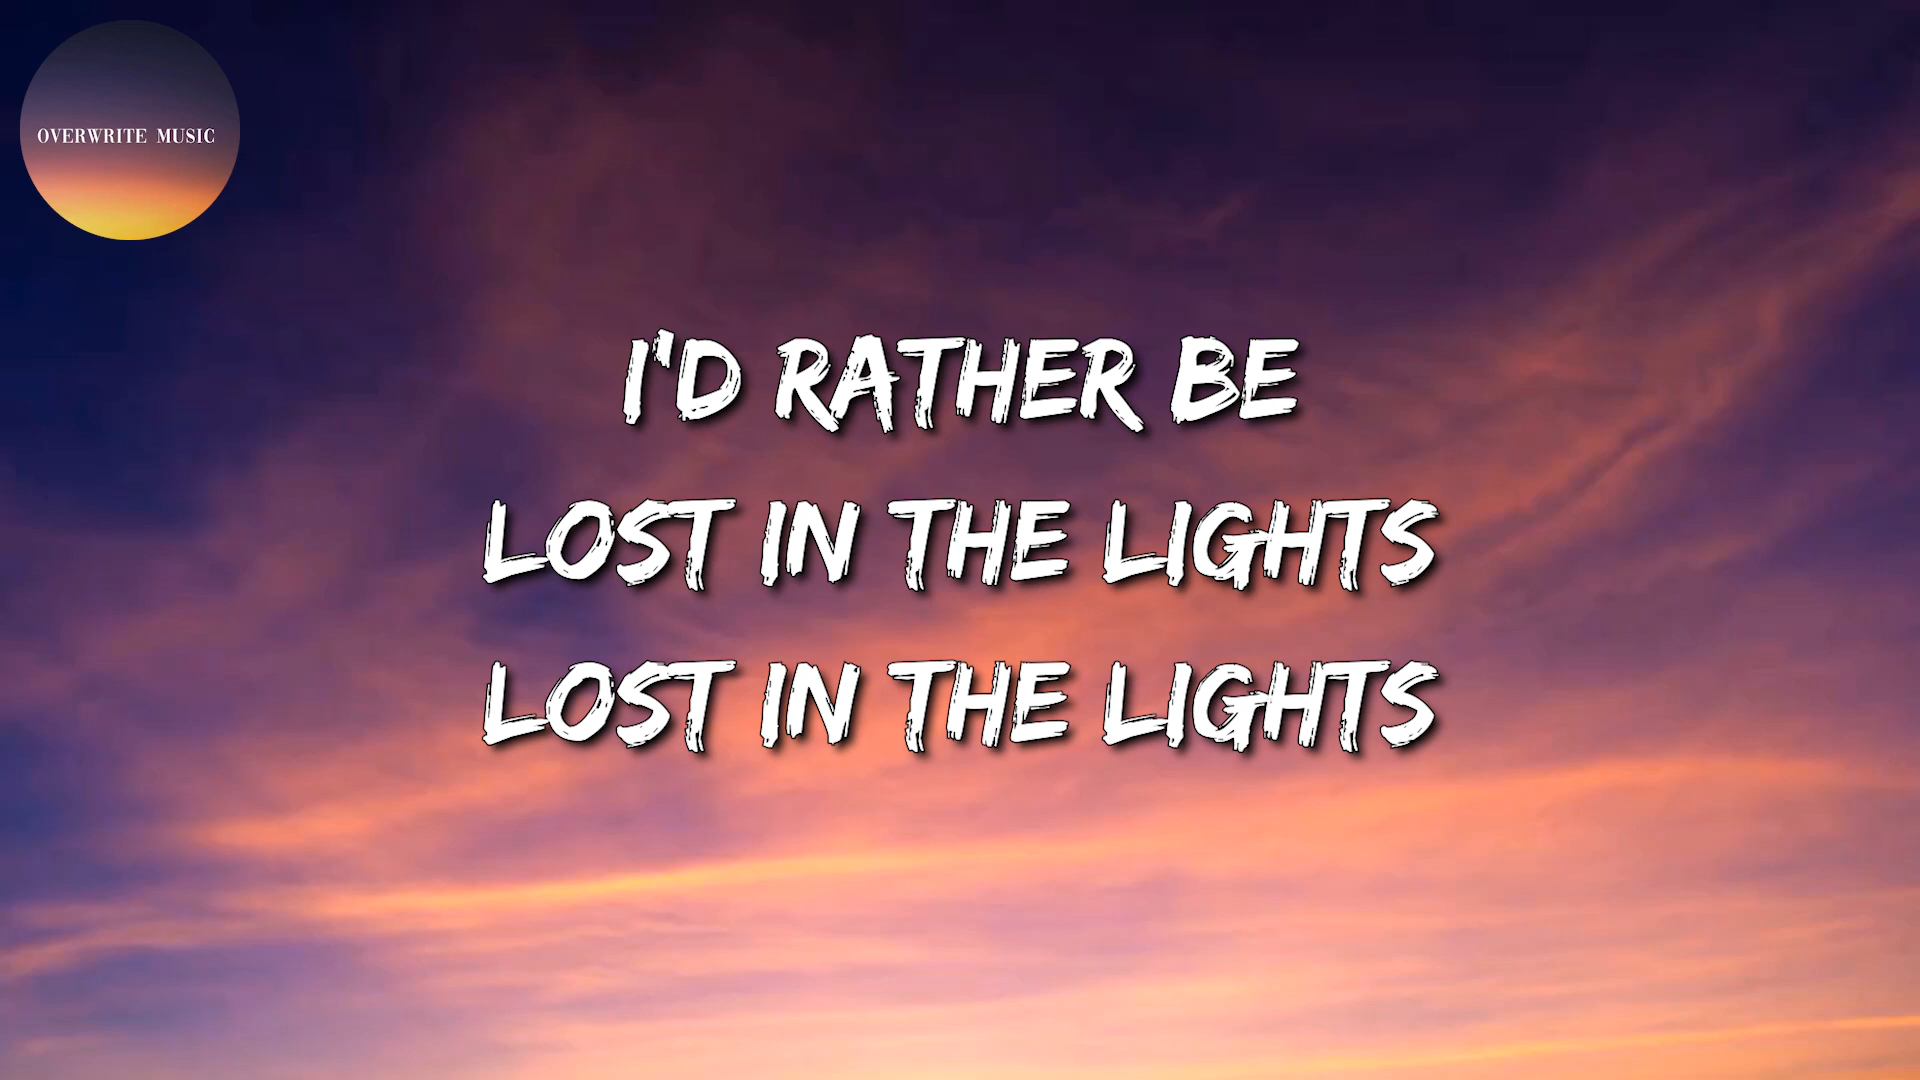 OVERWRITE MUSIC
I'D RATHER BE
LOST IN THE LIGHTS
LOST IN THE LIGHTS